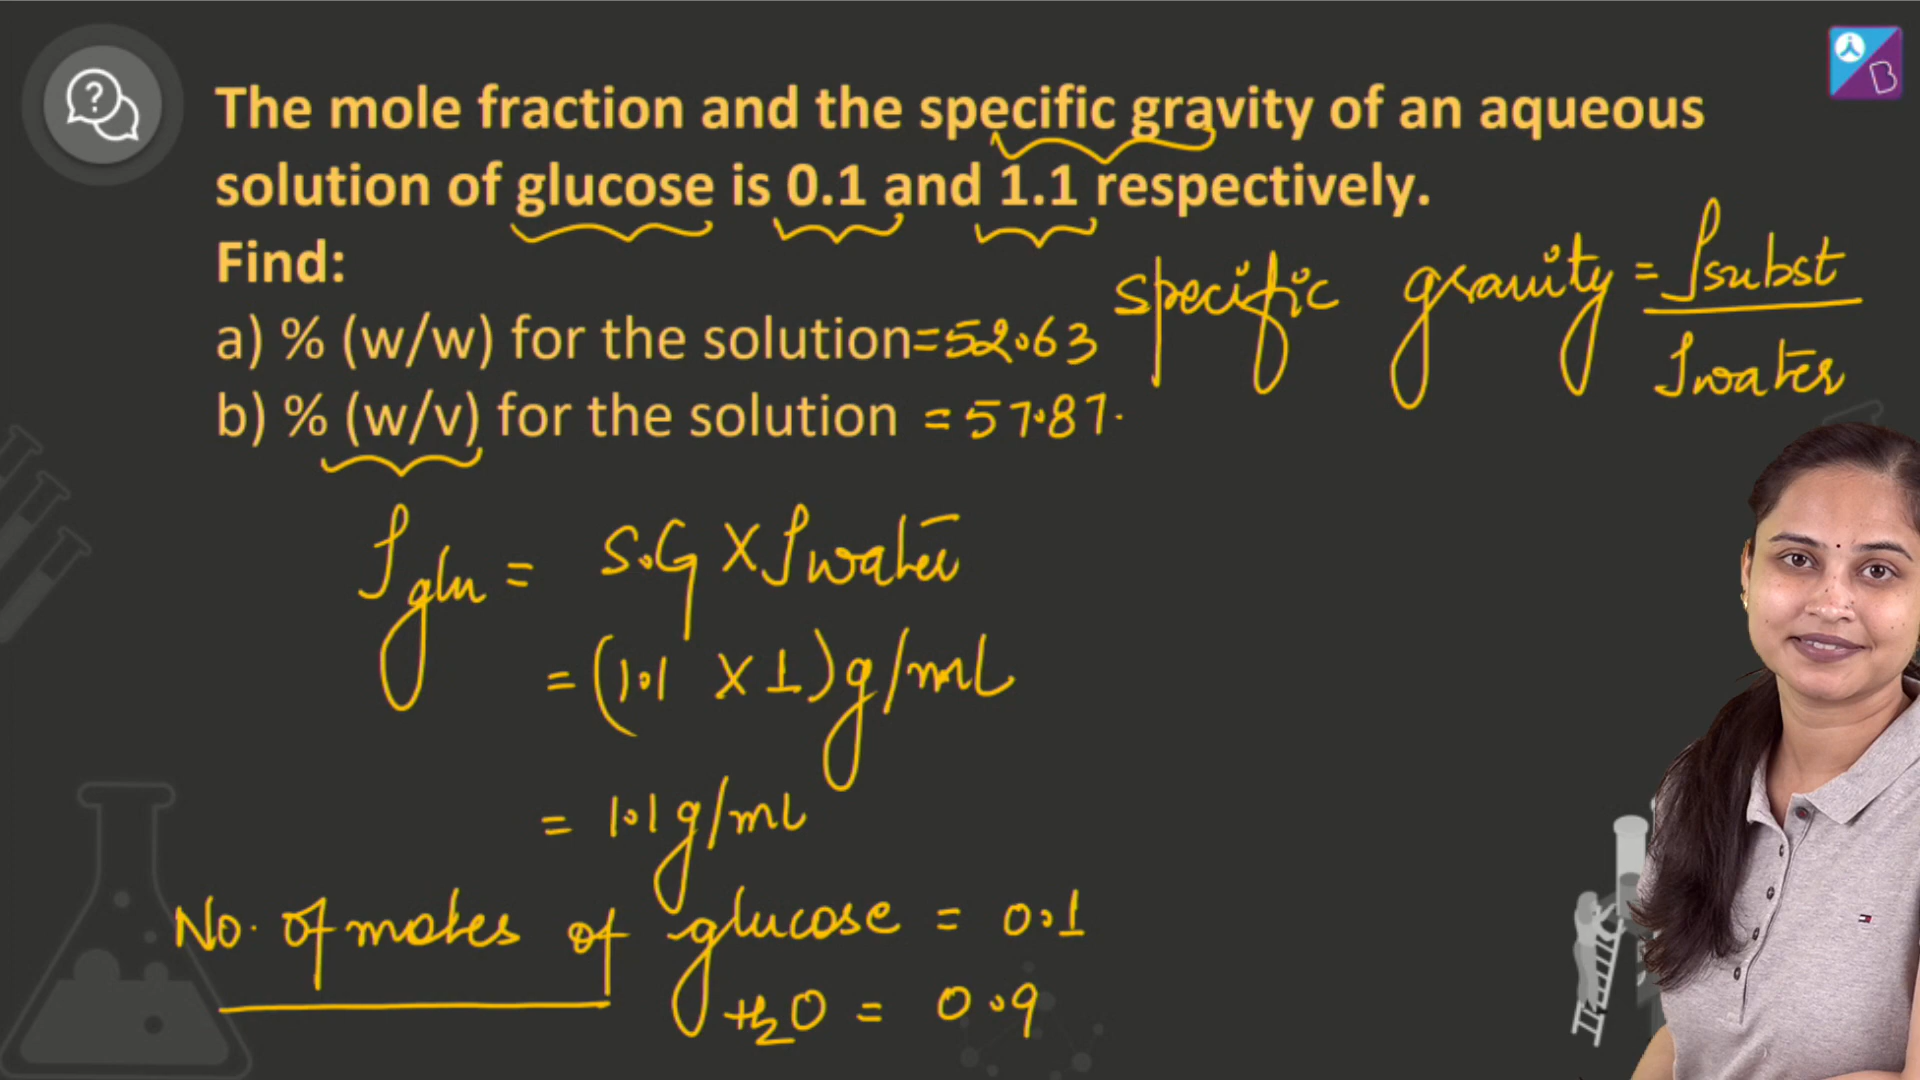 The mole fraction and the specific gravity of an aqueous
solution of glucose is 0.1 and 1.1 respectively.
Find:
a) % (w/w) for the solution=52.63
b) % (w/v) for the solution = 57.87.
specific gravity = ρsubst
ρwater
ρglu = S.G X ρwater
= (1.1 X 1) g/mL
= 1.1 g/mL
No. of moles of glucose = 0.1
H2O = 0.9
B